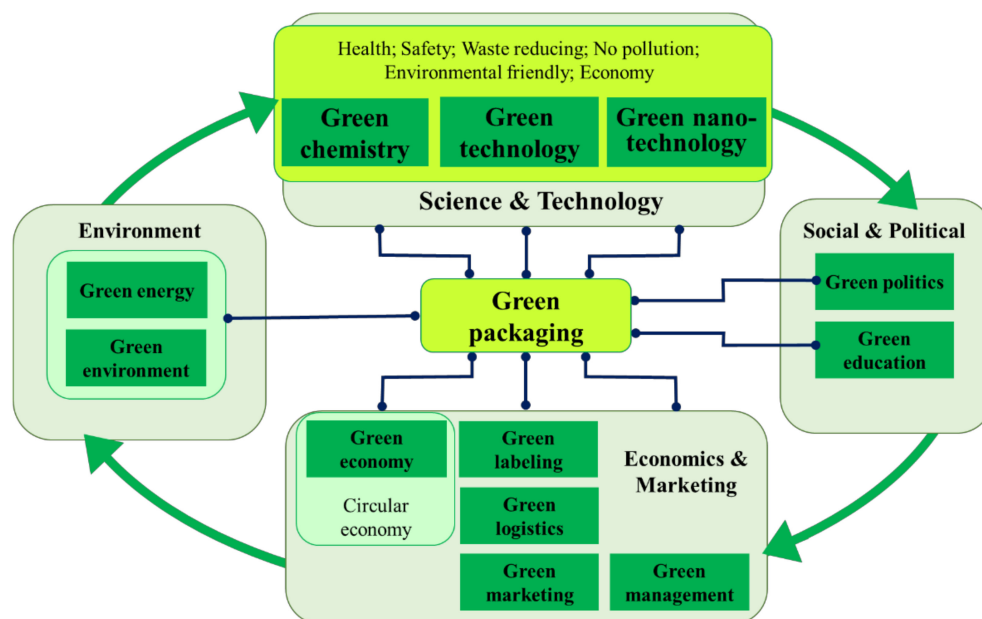 Health; Safety; Waste reducing; No pollution;
Environmental friendly; Economy
Green
chemistry
Green
technology
Green nano-
technology
Science & Technology
Environment
Green energy
Green
environment
Green
packaging
Social & Political
Green politics
Green
education
Green
economy
Circular
economy
Green
labeling
Green
logistics
Green
marketing
Economics &
Marketing
Green
management